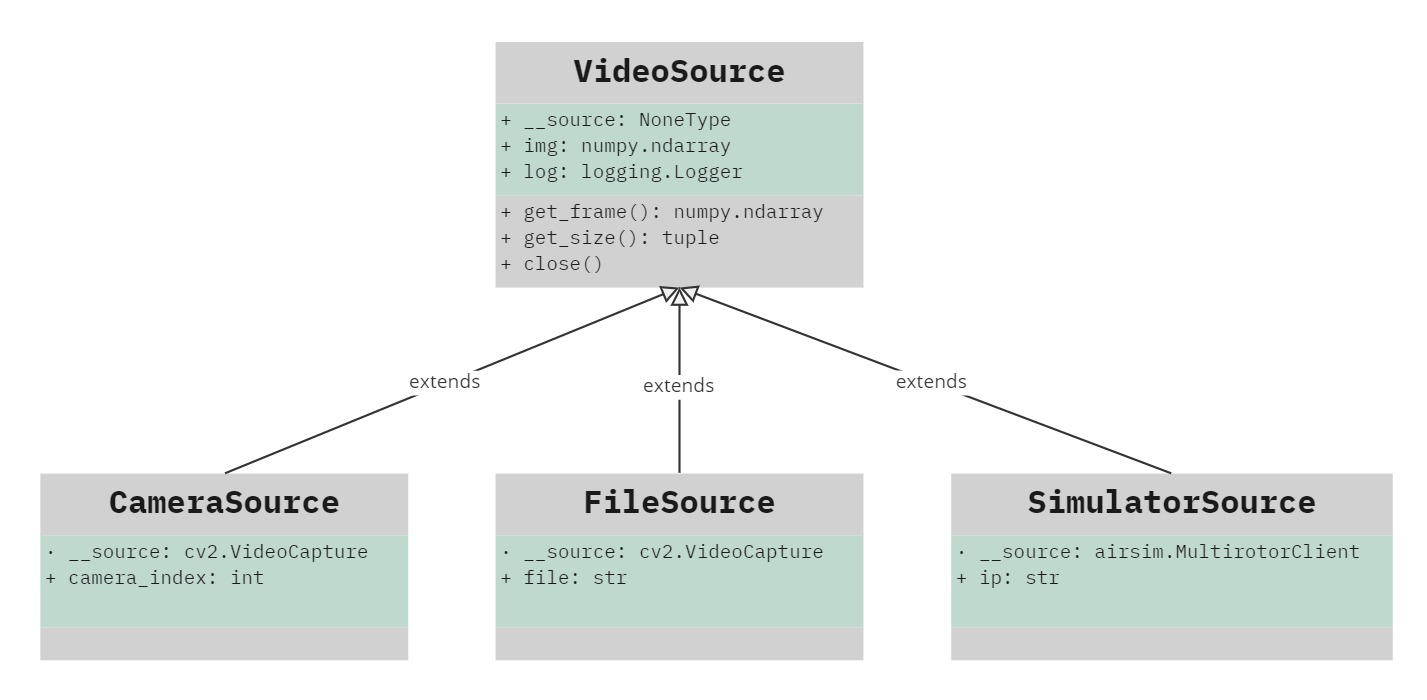 VideoSource
+ __source: NoneType
+ img: numpy.ndarray
+ log: logging.Logger
+ get_frame(): numpy.ndarray
+ get_size(): tuple
+ close()
extends
extends
extends
CameraSource
· __source: cv2.VideoCapture
+ camera_index: int
FileSource
· __source: cv2.VideoCapture
+ file: str
SimulatorSource
· __source: airsim.MultirotorClient
+ ip: str